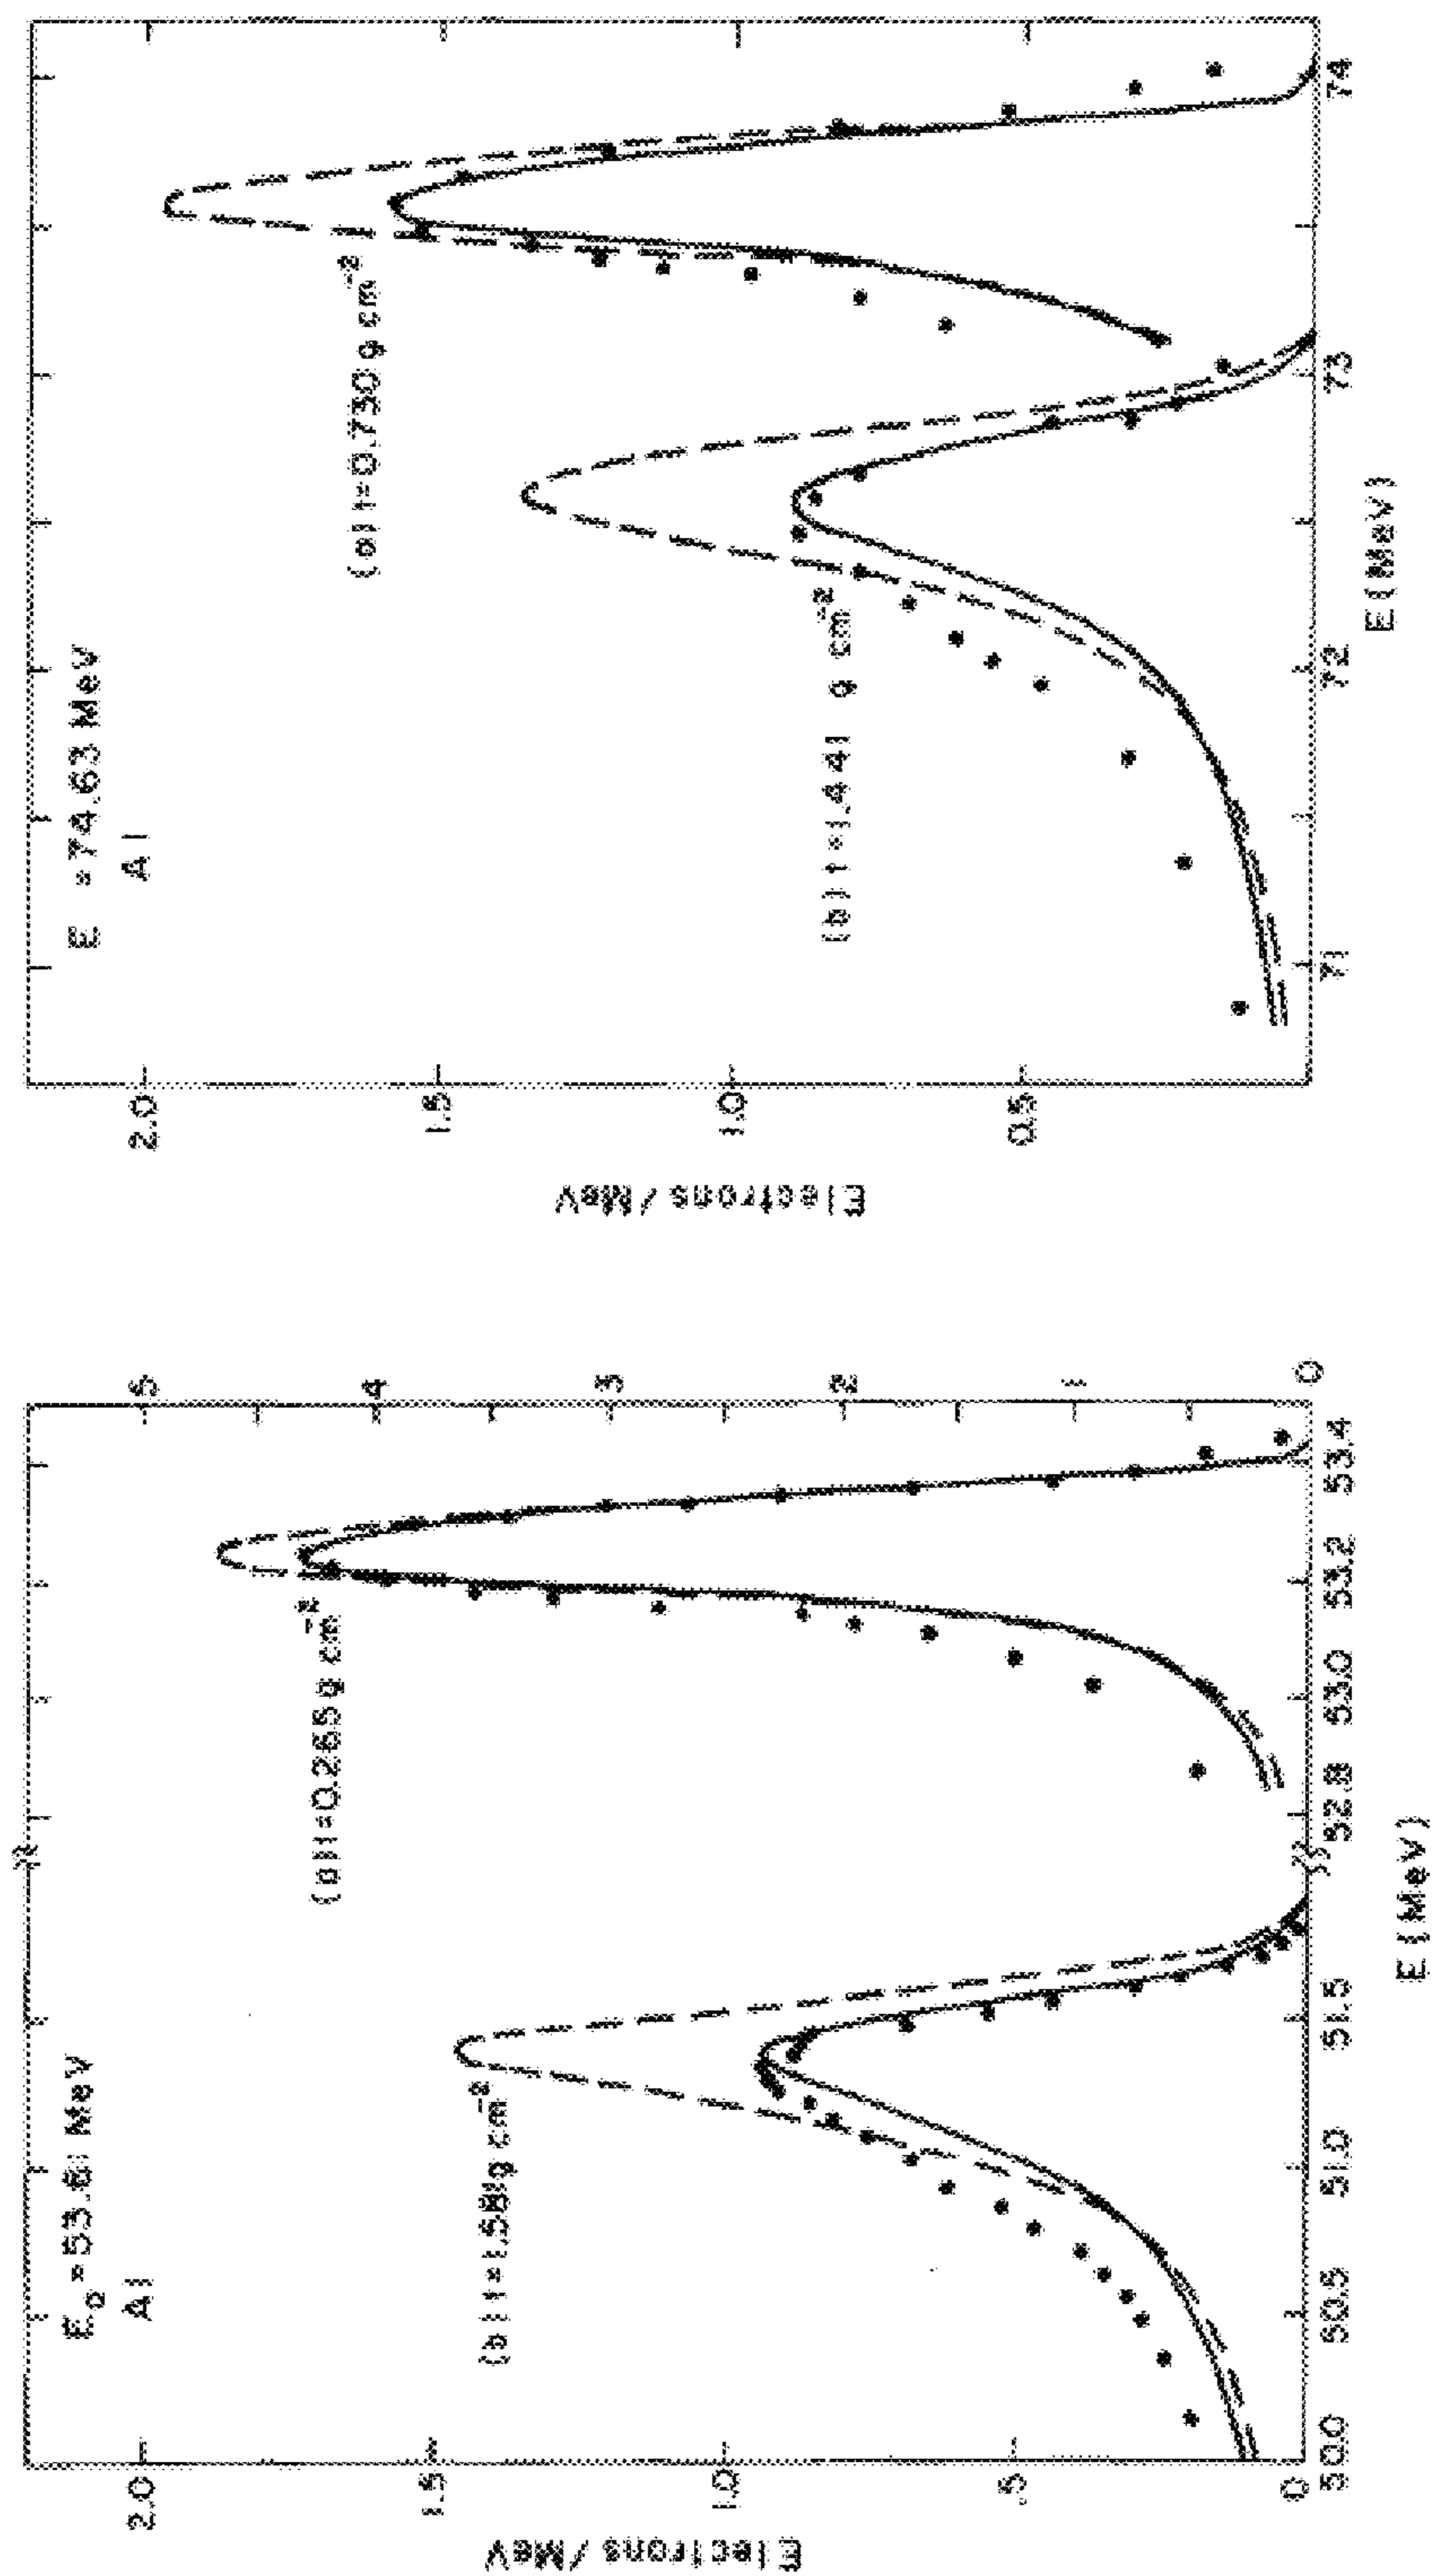 E₀=53.61 MeV
Al
(b) t=1.581g cm⁻²
(a) t=0.265g cm⁻²
Electrons/MeV
2.0
1.5
1.0
.5
0
5
4
3
2
1
0
50.0 50.5 51.0 51.5 52.8 53.0 53.2 53.4
E (MeV)
E =74.63 MeV
Al
(a) t=0.730g cm⁻²
(b) t=1.441 g cm⁻²
Electrons/MeV
2.0
1.5
1.0
0.5
71 72 73 74
E (MeV)